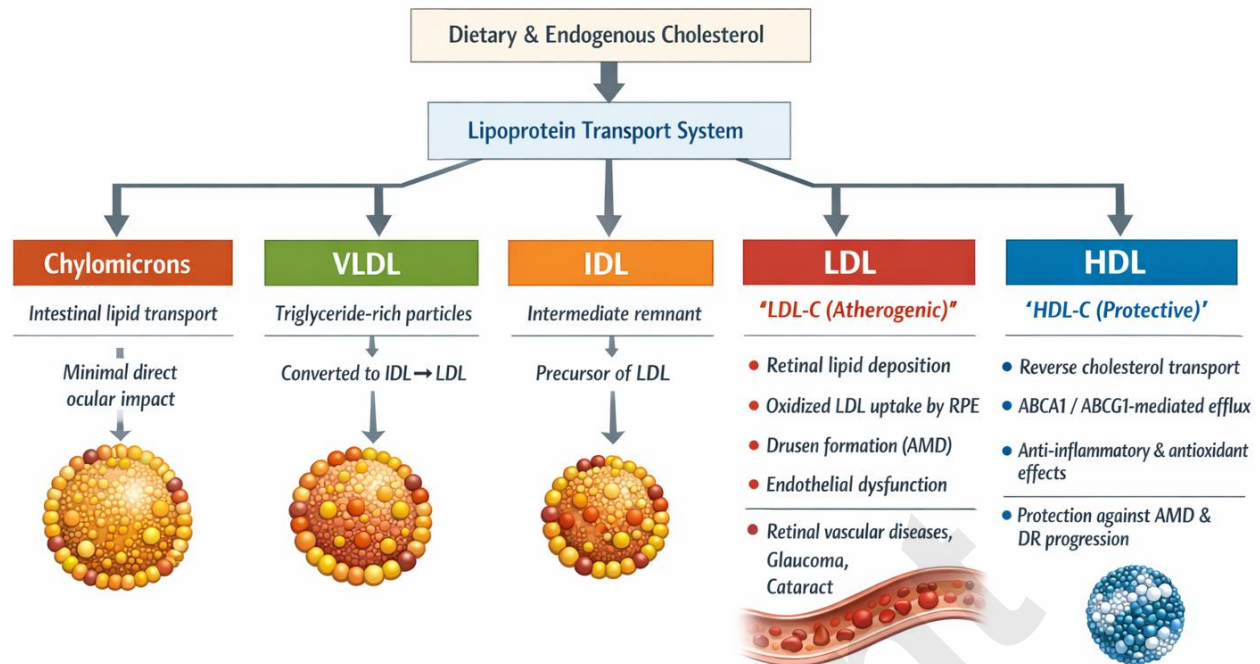 Dietary & Endogenous Cholesterol
Lipoprotein Transport System
Chylomicrons
Intestinal lipid transport
Minimal direct
ocular impact
VLDL
Triglyceride-rich particles
Converted to IDL → LDL
IDL
Intermediate remnant
Precursor of LDL
LDL
"LDL-C (Atherogenic)"
• Retinal lipid deposition
• Oxidized LDL uptake by RPE
• Drusen formation (AMD)
• Endothelial dysfunction
• Retinal vascular diseases,
Glaucoma,
Cataract
HDL
'HDL-C (Protective)'
• Reverse cholesterol transport
• ABCA1 / ABCG1-mediated efflux
• Anti-inflammatory & antioxidant
effects
• Protection against AMD &
DR progression